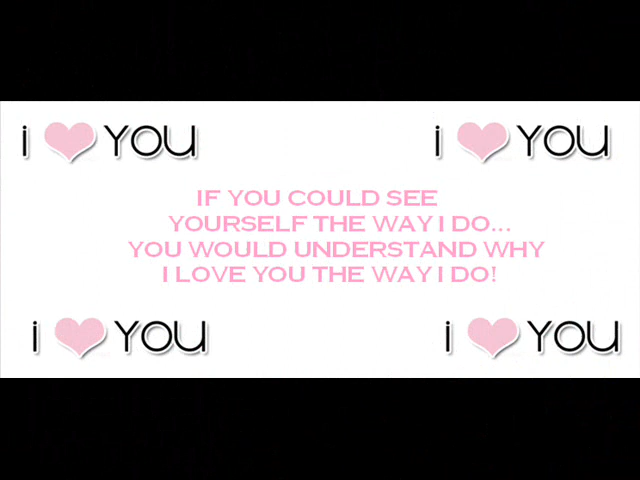 i YOU i YOU
IF YOU COULD SEE
YOURSELF THE WAY I DO...
YOU WOULD UNDERSTAND WHY
I LOVE YOU THE WAY I DO!
i YOU i YOU